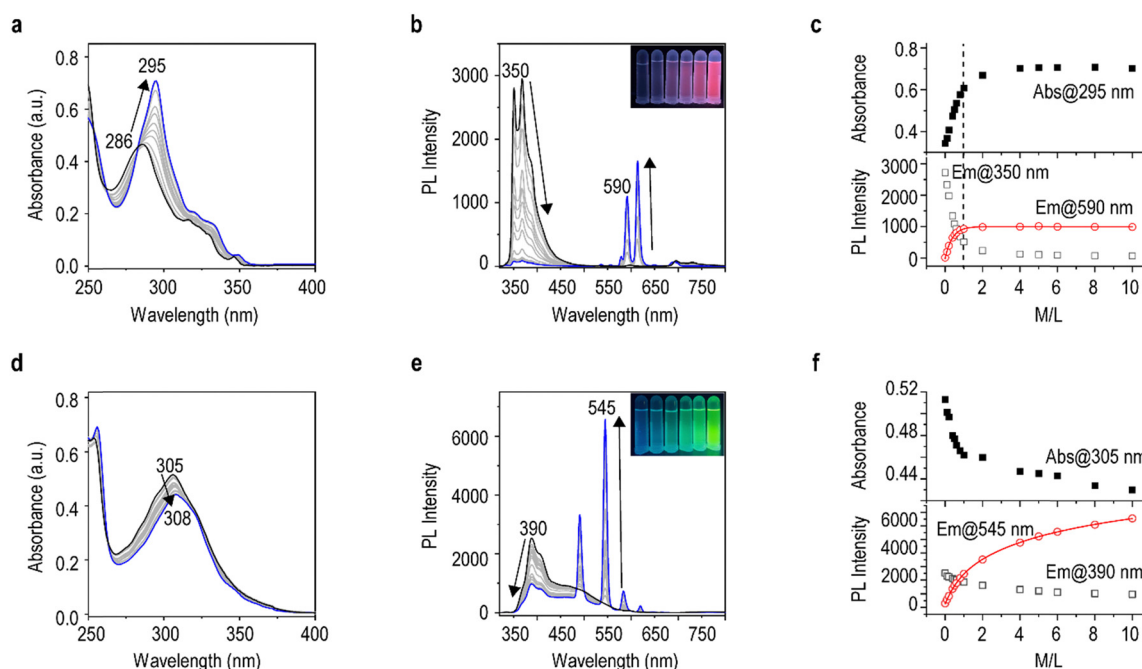 a
0.8
0.6
0.4
0.2
0.0
Absorbance (a.u.)
295
286
250
300
350
400
Wavelength (nm)
b
3000
2000
1000
0
PL Intensity
350
590
350
450
550
650
750
Wavelength (nm)
c
0.8
0.6
0.4
Absorbance
Abs@295 nm
3000
2000
1000
0
PL Intensity
Em@350 nm
Em@590 nm
0
2
4
6
8
10
M/L
d
0.8
0.6
0.4
0.2
0.0
Absorbance (a.u.)
305
308
250
300
350
400
Wavelength (nm)
e
6000
4000
2000
0
PL Intensity
545
390
350
450
550
650
750
Wavelength (nm)
f
0.52
0.48
0.44
Absorbance
Abs@305 nm
6000
4000
2000
0
PL Intensity
Em@545 nm
Em@390 nm
0
2
4
6
8
10
M/L